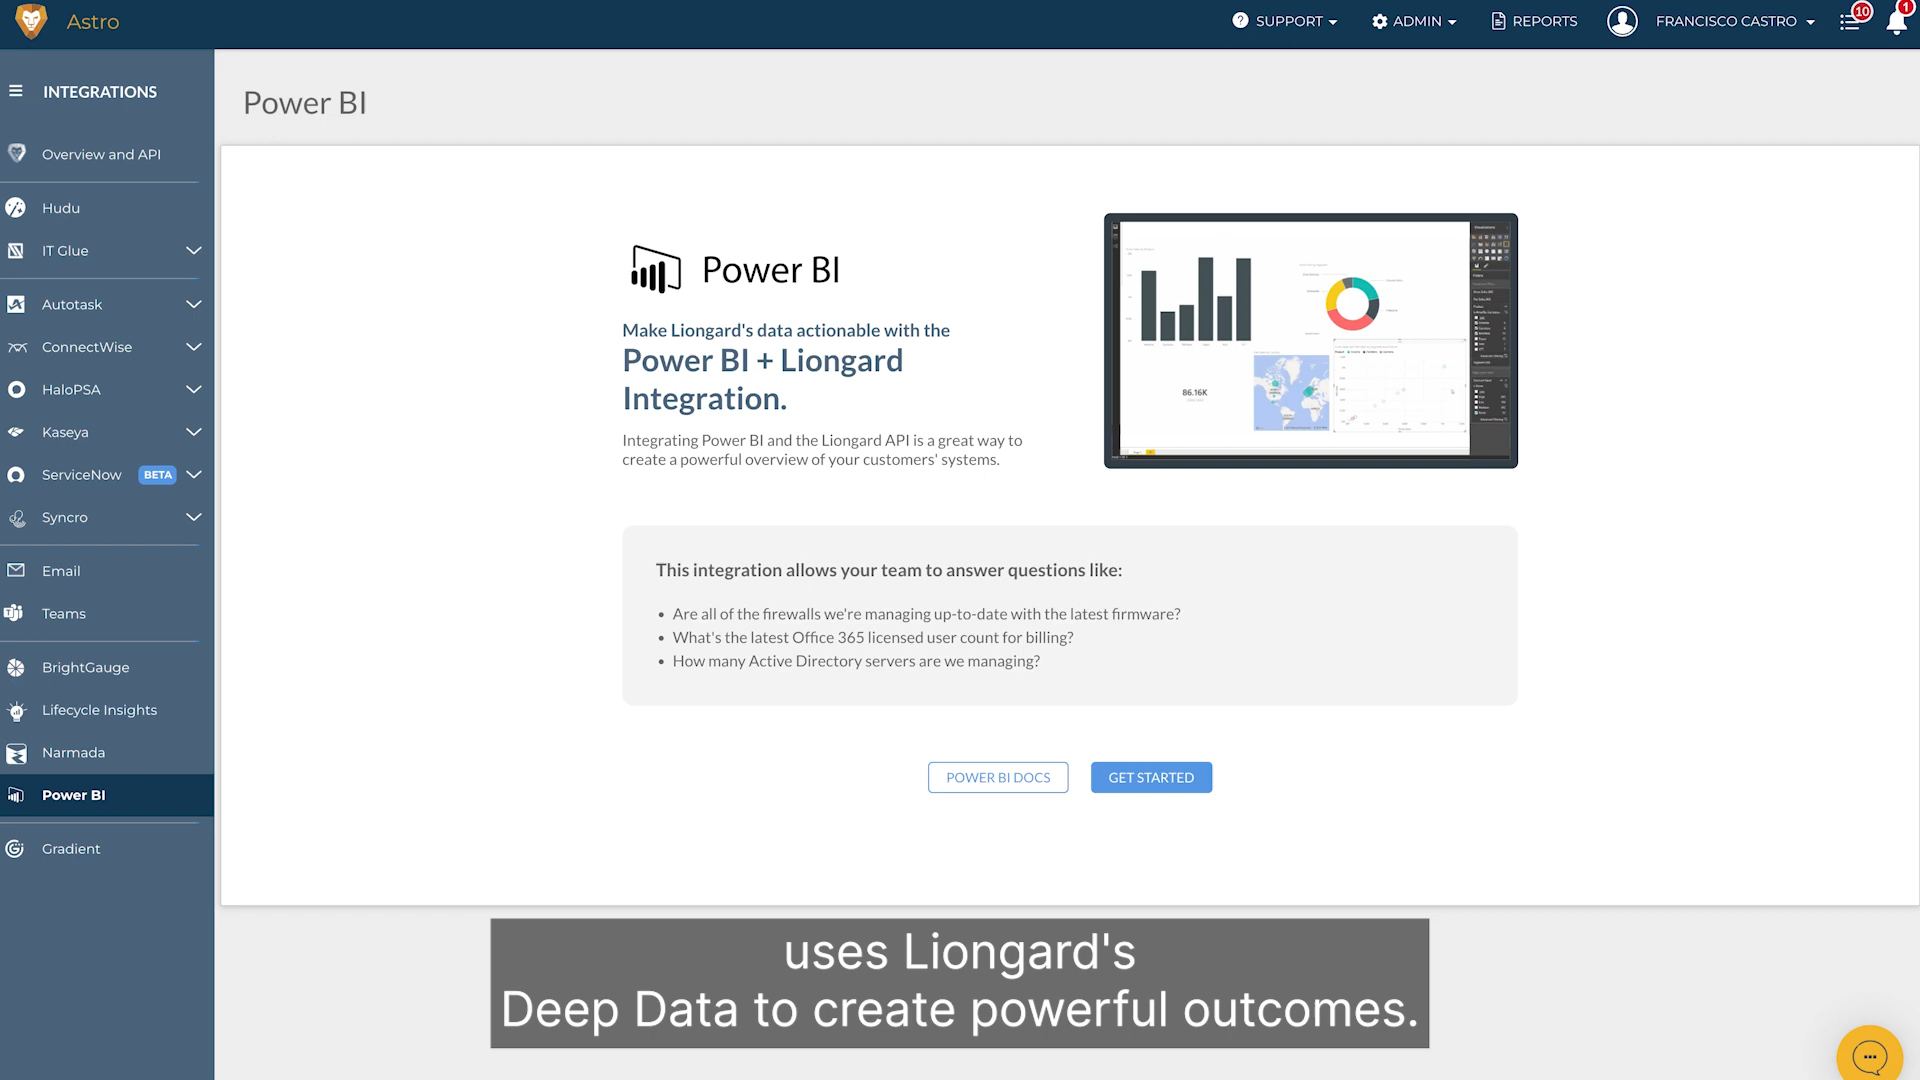 Astro
SUPPORT
ADMIN
REPORTS
FRANCISCO CASTRO
10
1
INTEGRATIONS
Overview and API
Hudu
IT Glue
Autotask
ConnectWise
HaloPSA
Kaseya
ServiceNow BETA
Syncro
Email
Teams
BrightGauge
Lifecycle Insights
Narmada
Power BI
Gradient
Power BI
Power BI
Make Liongard's data actionable with the
Power BI + Liongard
Integration.
Integrating Power BI and the Liongard API is a great way to
create a powerful overview of your customers' systems.
86.16K
This integration allows your team to answer questions like:
• Are all of the firewalls we're managing up-to-date with the latest firmware?
• What's the latest Office 365 licensed user count for billing?
• How many Active Directory servers are we managing?
POWER BI DOCS
GET STARTED
uses Liongard's
Deep Data to create powerful outcomes.